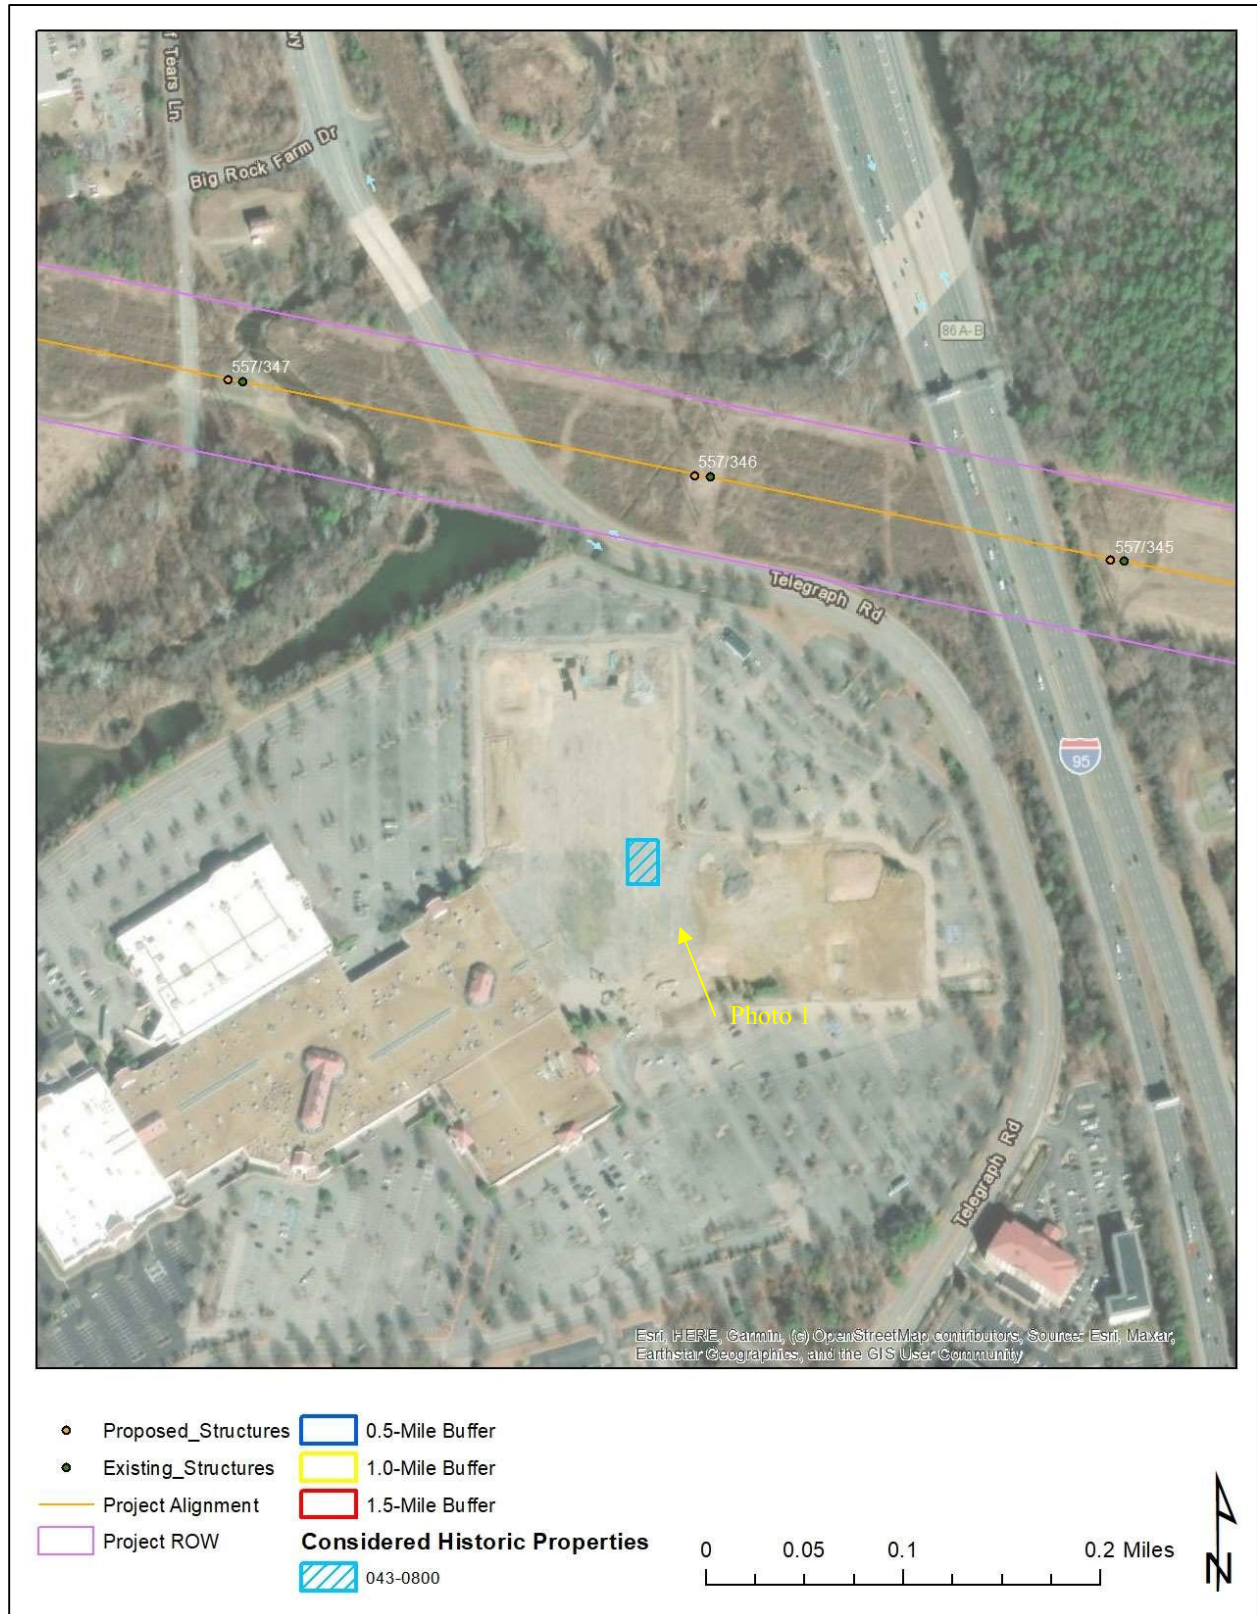 f Tears Ln
wy
Big Rock Farm Dr
86 A-B
557/347
557/346
557/345
Telegraph Rd
95
Photo 1
Telegraph Rd
Esri, HERE, Garmin, (c) OpenStreetMap contributors, Source: Esri, Maxar,
Earthstar Geographics, and the GIS User Community
Proposed_Structures
Existing_Structures
Project Alignment
Project ROW
0.5-Mile Buffer
1.0-Mile Buffer
1.5-Mile Buffer
Considered Historic Properties
043-0800
0 0.05 0.1 0.2 Miles
N